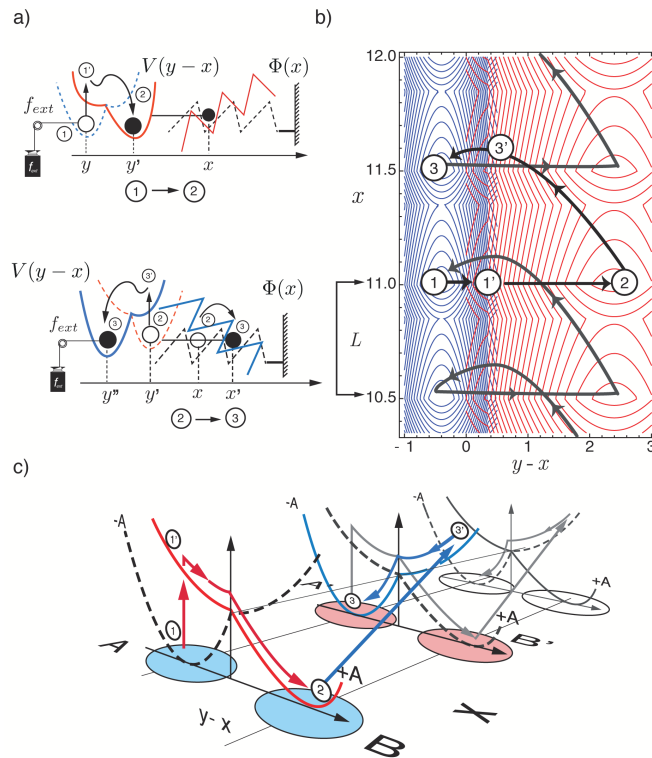 a)
V(y−x)
Φ(x)
1'
2
f_ext
1
y
y'
x
1 → 2
V(y−x)
Φ(x)
3'
3
2
2
3
f_ext
y''
y'
x
x'
2 → 3
b)
12.0
11.5
x
11.0
L
10.5
3
3'
1
1'
2
-1
0
1
2
3
y−x
c)
-A
1'
1
A
y-x
2
+A
B
X
-A
3'
A'
3
+A
B'
-A
+A